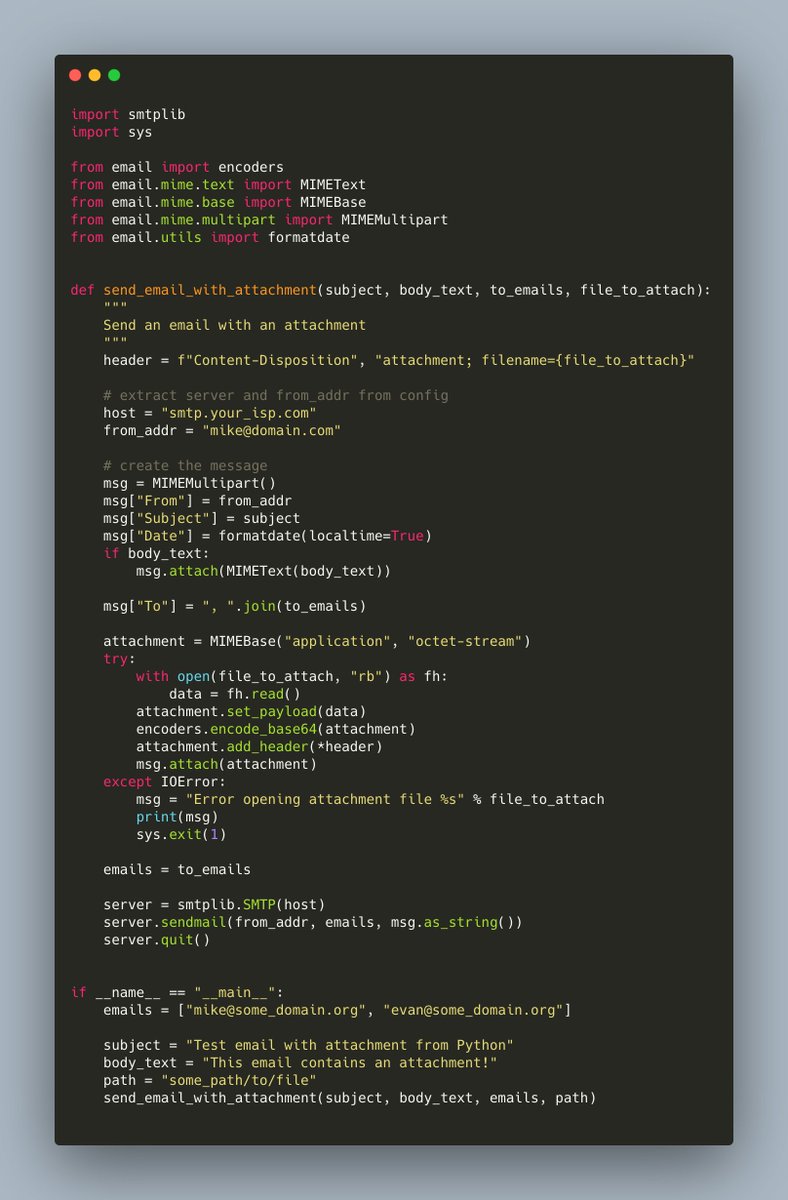 import smtplib
import sys

from email import encoders
from email.mime.text import MIMEText
from email.mime.base import MIMEBase
from email.mime.multipart import MIMEMultipart
from email.utils import formatdate


def send_email_with_attachment(subject, body_text, to_emails, file_to_attach):
    """
    Send an email with an attachment
    """
    header = f"Content-Disposition", "attachment; filename={file_to_attach}"

    # extract server and from_addr from config
    host = "smtp.your_isp.com"
    from_addr = "mike@domain.com"

    # create the message
    msg = MIMEMultipart()
    msg["From"] = from_addr
    msg["Subject"] = subject
    msg["Date"] = formatdate(localtime=True)
    if body_text:
        msg.attach(MIMEText(body_text))

    msg["To"] = ", ".join(to_emails)

    attachment = MIMEBase("application", "octet-stream")
    try:
        with open(file_to_attach, "rb") as fh:
            data = fh.read()
        attachment.set_payload(data)
        encoders.encode_base64(attachment)
        attachment.add_header(*header)
        msg.attach(attachment)
    except IOError:
        msg = "Error opening attachment file %s" % file_to_attach
        print(msg)
        sys.exit(1)

    emails = to_emails

    server = smtplib.SMTP(host)
    server.sendmail(from_addr, emails, msg.as_string())
    server.quit()


if __name__ == "__main__":
    emails = ["mike@some_domain.org", "evan@some_domain.org"]

    subject = "Test email with attachment from Python"
    body_text = "This email contains an attachment!"
    path = "some_path/to/file"
    send_email_with_attachment(subject, body_text, emails, path)